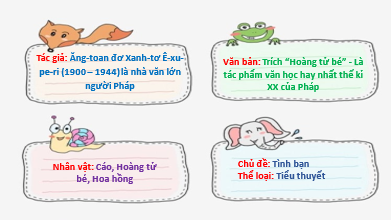 Tác giả: Ăng-toan đơ Xanh-tơ Ê-xu-
pe-ri (1900 – 1944) là nhà văn lớn
người Pháp
Văn bản: Trích “Hoàng tử bé” - Là
tác phẩm văn học hay nhất thế kỉ
XX của Pháp
Nhân vật: Cáo, Hoàng tử
bé, Hoa hồng
Chủ đề: Tình bạn
Thể loại: Tiểu thuyết